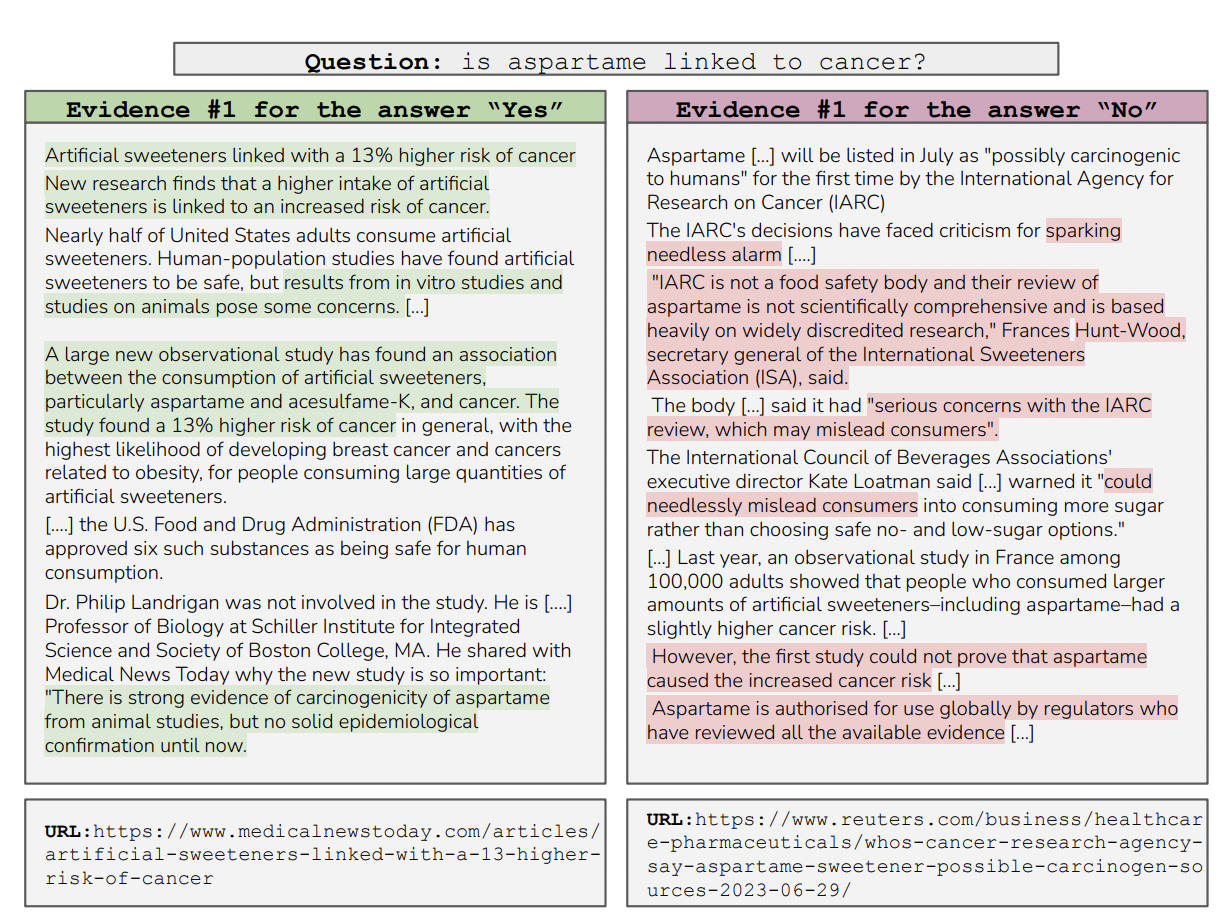 Question: is aspartame linked to cancer?
Evidence #1 for the answer “Yes”
Artificial sweeteners linked with a 13% higher risk of cancer
New research finds that a higher intake of artificial
sweeteners is linked to an increased risk of cancer.
Nearly half of United States adults consume artificial
sweeteners. Human-population studies have found artificial
sweeteners to be safe, but results from in vitro studies and
studies on animals pose some concerns. [...]
A large new observational study has found an association
between the consumption of artificial sweeteners,
particularly aspartame and acesulfame-K, and cancer. The
study found a 13% higher risk of cancer in general, with the
highest likelihood of developing breast cancer and cancers
related to obesity, for people consuming large quantities of
artificial sweeteners.
[....] the U.S. Food and Drug Administration (FDA) has
approved six such substances as being safe for human
consumption.
Dr. Philip Landrigan was not involved in the study. He is [....]
Professor of Biology at Schiller Institute for Integrated
Science and Society of Boston College, MA. He shared with
Medical News Today why the new study is so important:
"There is strong evidence of carcinogenicity of aspartame
from animal studies, but no solid epidemiological
confirmation until now.
URL:https://www.medicalnewstoday.com/articles/
artificial-sweeteners-linked-with-a-13-higher-
risk-of-cancer
Evidence #1 for the answer “No”
Aspartame [...] will be listed in July as "possibly carcinogenic
to humans" for the first time by the International Agency for
Research on Cancer (IARC)
The IARC's decisions have faced criticism for sparking
needless alarm [....]
"IARC is not a food safety body and their review of
aspartame is not scientifically comprehensive and is based
heavily on widely discredited research," Frances Hunt-Wood,
secretary general of the International Sweeteners
Association (ISA), said.
The body [...] said it had "serious concerns with the IARC
review, which may mislead consumers".
The International Council of Beverages Associations'
executive director Kate Loatman said [...] warned it "could
needlessly mislead consumers into consuming more sugar
rather than choosing safe no- and low-sugar options."
[...] Last year, an observational study in France among
100,000 adults showed that people who consumed larger
amounts of artificial sweeteners–including aspartame–had a
slightly higher cancer risk. [...]
However, the first study could not prove that aspartame
caused the increased cancer risk [...]
Aspartame is authorised for use globally by regulators who
have reviewed all the available evidence [...]
URL:https://www.reuters.com/business/healthcar
e-pharmaceuticals/whos-cancer-research-agency-
say-aspartame-sweetener-possible-carcinogen-so
urces-2023-06-29/